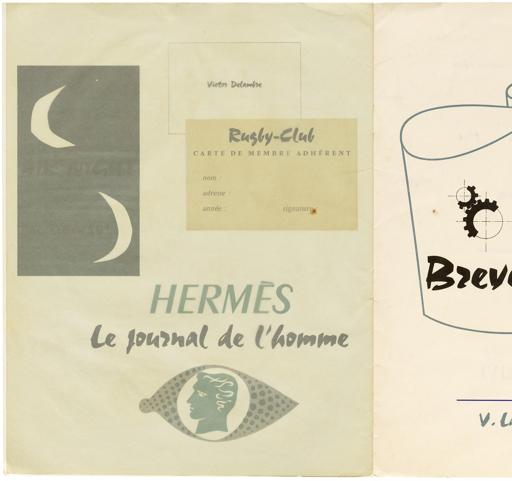 Victor Delambre
Rugby-Club
CARTE DE MEMBRE ADHÉRENT
nom :
adresse :
année : signature
HERMÈS
Le journal de l'homme
Breve
V. L